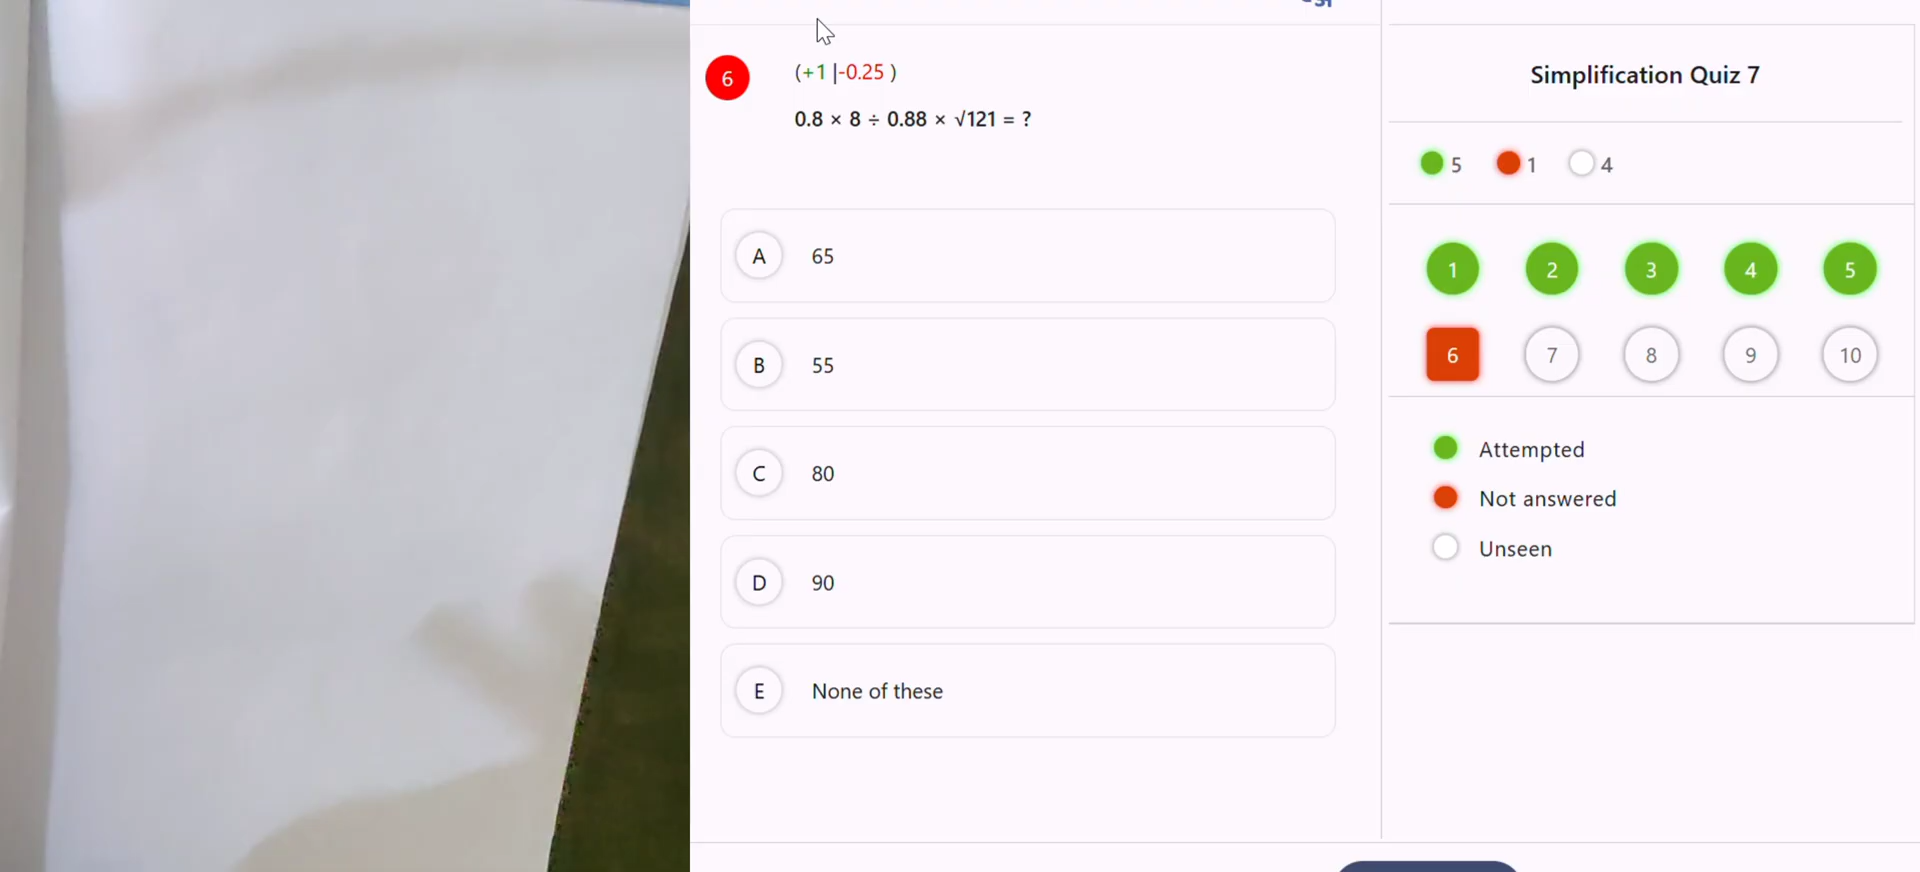 6
(+1 |-0.25 )
0.8 × 8 ÷ 0.88 × √121 = ?
A 65
B 55
C 80
D 90
E None of these
Simplification Quiz 7
5 1 4
1 2 3 4 5
6 7 8 9 10
Attempted
Not answered
Unseen